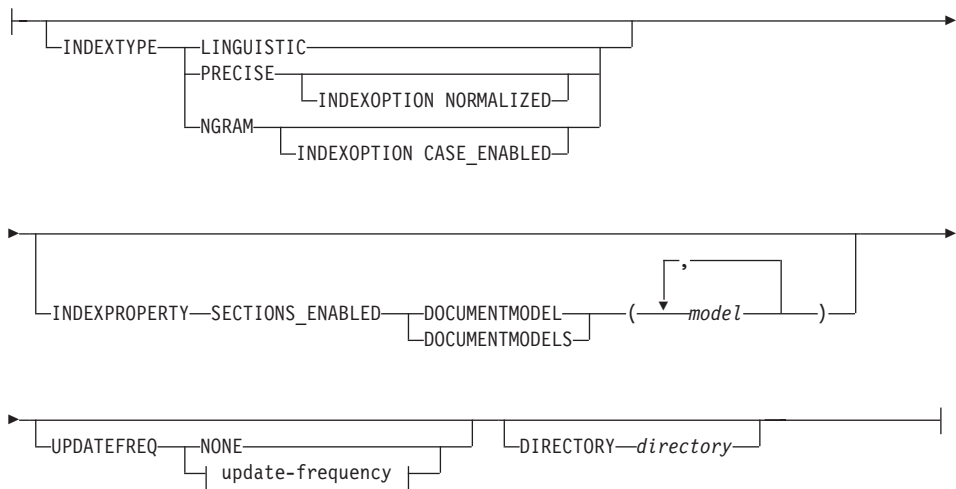 INDEXTYPE LINGUISTIC
PRECISE
INDEXOPTION NORMALIZED
NGRAM
INDEXOPTION CASE_ENABLED
,
INDEXPROPERTY SECTIONS_ENABLED DOCUMENTMODEL ( model )
DOCUMENTMODELS
UPDATEFREQ NONE DIRECTORY directory
update-frequency